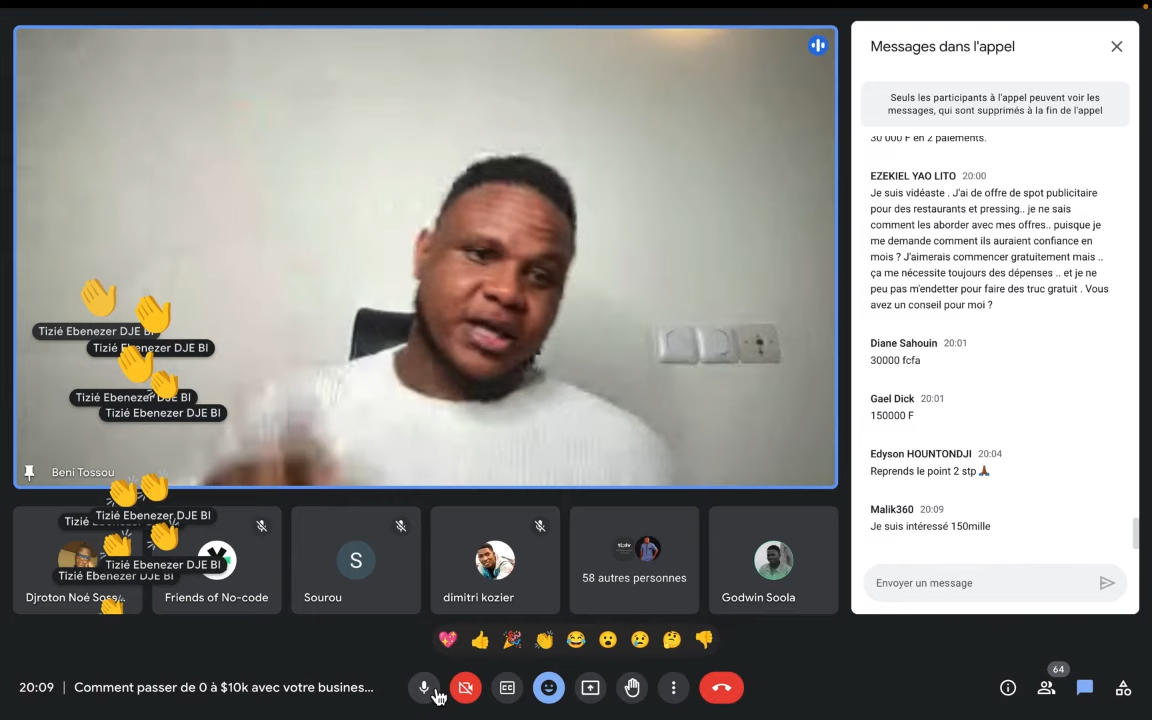 Messages dans l'appel
Seuls les participants à l'appel peuvent voir les
messages, qui sont supprimés à la fin de l'appel
30 000 F en 2 paiements.
EZEKIEL YAO LITO 20:00
Je suis vidéaste . J'ai de offre de spot publicitaire
pour des restaurants et pressing.. je ne sais
comment les aborder avec mes offres.. puisque je
me demande comment ils auraient confiance en
mois ? J'aimerais commencer gratuitement mais ..
ça me nécessite toujours des dépenses .. et je ne
peu pas m'endetter pour faire des truc gratuit . Vous
avez un conseil pour moi ?
Diane Sahouin 20:01
30000 fcfa
Gael Dick 20:01
150000 F
Edyson HOUNTONDJI 20:04
Reprends le point 2 stp🙏🏾
Malik360 20:09
Je suis intéressé 150mille
Envoyer un message
Tizié Ebenezer DJE BI
Tizié Ebenezer DJE BI
Tizié Ebenezer DJE BI
Tizié Ebenezer DJE BI
Beni Tossou
Tizié Ebenezer DJE BI
Tizié Ebenezer DJE BI
Tizié Ebenezer DJE BI
Djroton Noé
Friends of No-code
S
Sourou
dimitri kozier
58 autres personnes
Godwin Soola
20:09 | Comment passer de 0 à $10k avec votre busines...
64